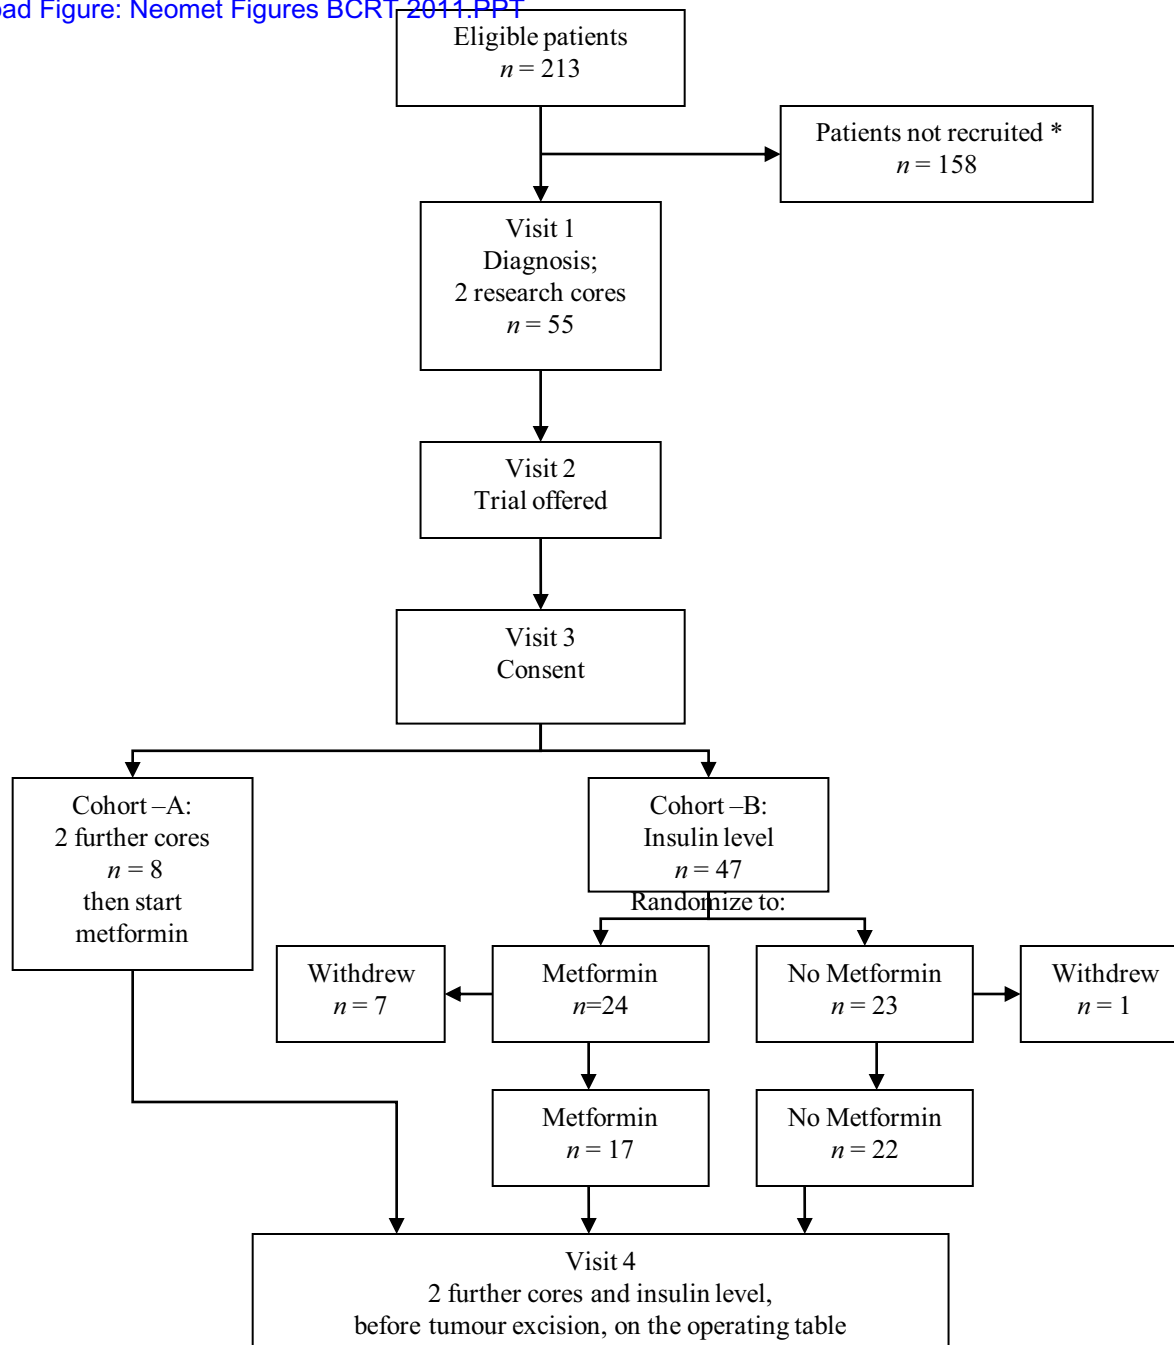 ad Figure: Neomet Figures BCRT 2011.PPT
Eligible patients
n = 213
Patients not recruited *
n = 158
Visit 1
Diagnosis;
2 research cores
n = 55
Visit 2
Trial offered
Visit 3
Consent
Cohort –A:
2 further cores
n = 8
then start
metformin
Cohort –B:
Insulin level
n = 47
Randomize to:
Withdrew
n = 7
Metformin
n=24
No Metformin
n = 23
Withdrew
n = 1
Metformin
n = 17
No Metformin
n = 22
Visit 4
2 further cores and insulin level,
before tumour excision, on the operating table